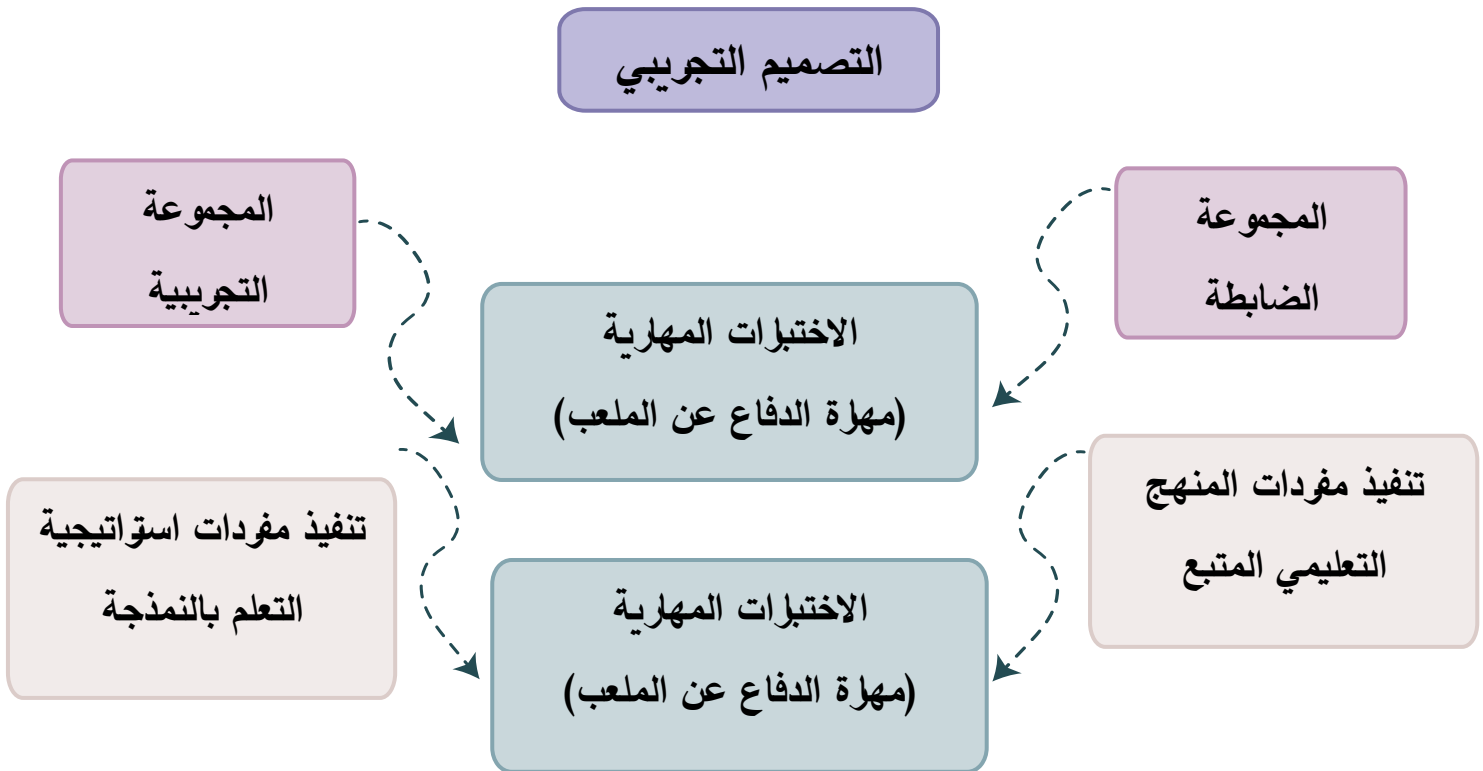 التصميم التجريبي
المجموعة
الضابطة
المجموعة
التجريبية
الاختبارات المهارية
(مهارة الدفاع عن الملعب)
تنفيذ مفردات المنهج
التعليمي المتبع
تنفيذ مفردات استراتيجية
التعلم بالنمذجة
الاختبارات المهارية
(مهارة الدفاع عن الملعب)